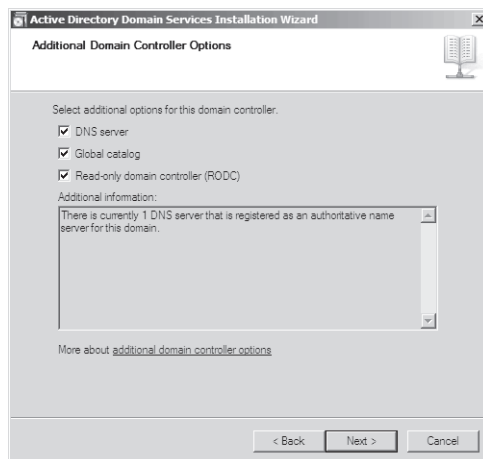 Active Directory Domain Services Installation Wizard
Additional Domain Controller Options
Select additional options for this domain controller.
DNS server
Global catalog
Read-only domain controller (RODC)
Additional information:
There is currently 1 DNS server that is registered as an authoritative name
server for this domain.
More about additional domain controller options
< Back
Next >
Cancel